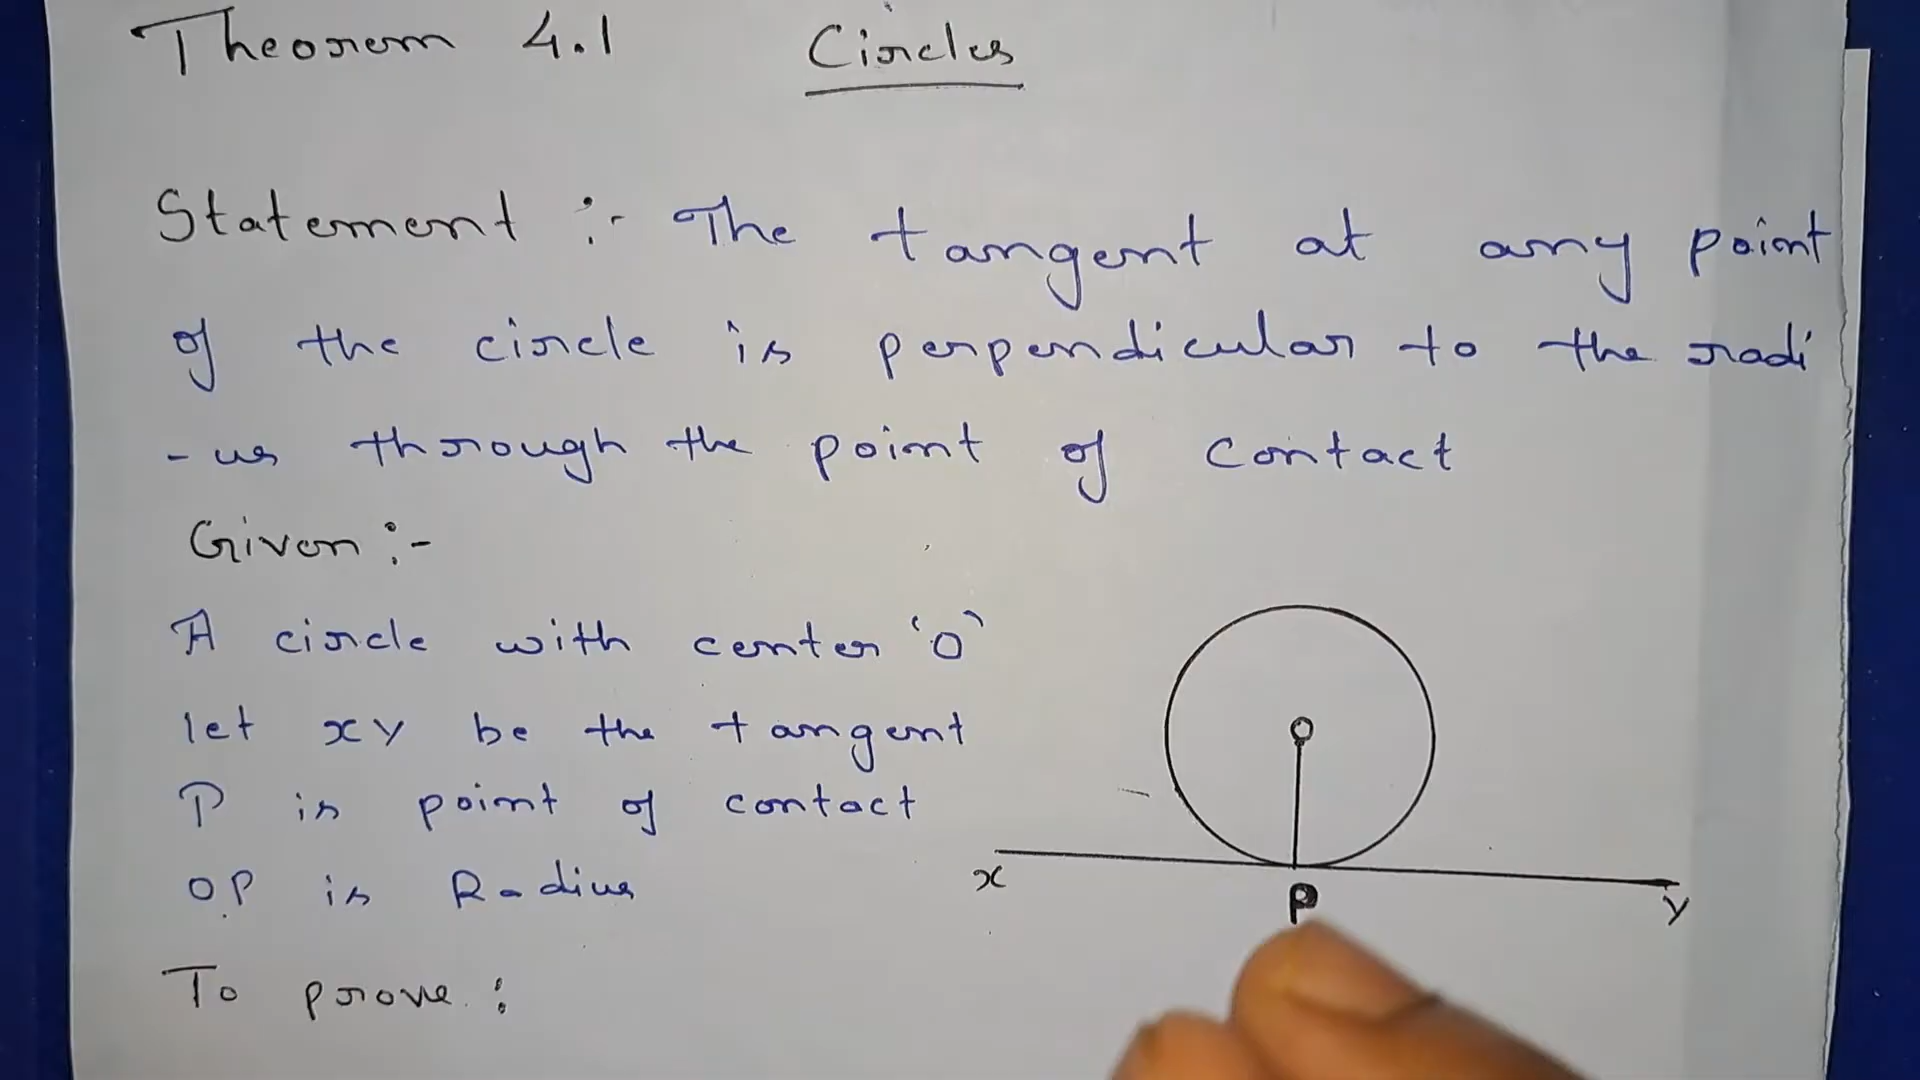 Theorem 4.1 Circles
Statement :- The tangent at any point
of the circle is perpendicular to the radi
-us through the point of contact
Given :-
A circle with center 'O'
let xy be the tangent
P is point of contact
OP is Radius
To prove :
O
x
P
y